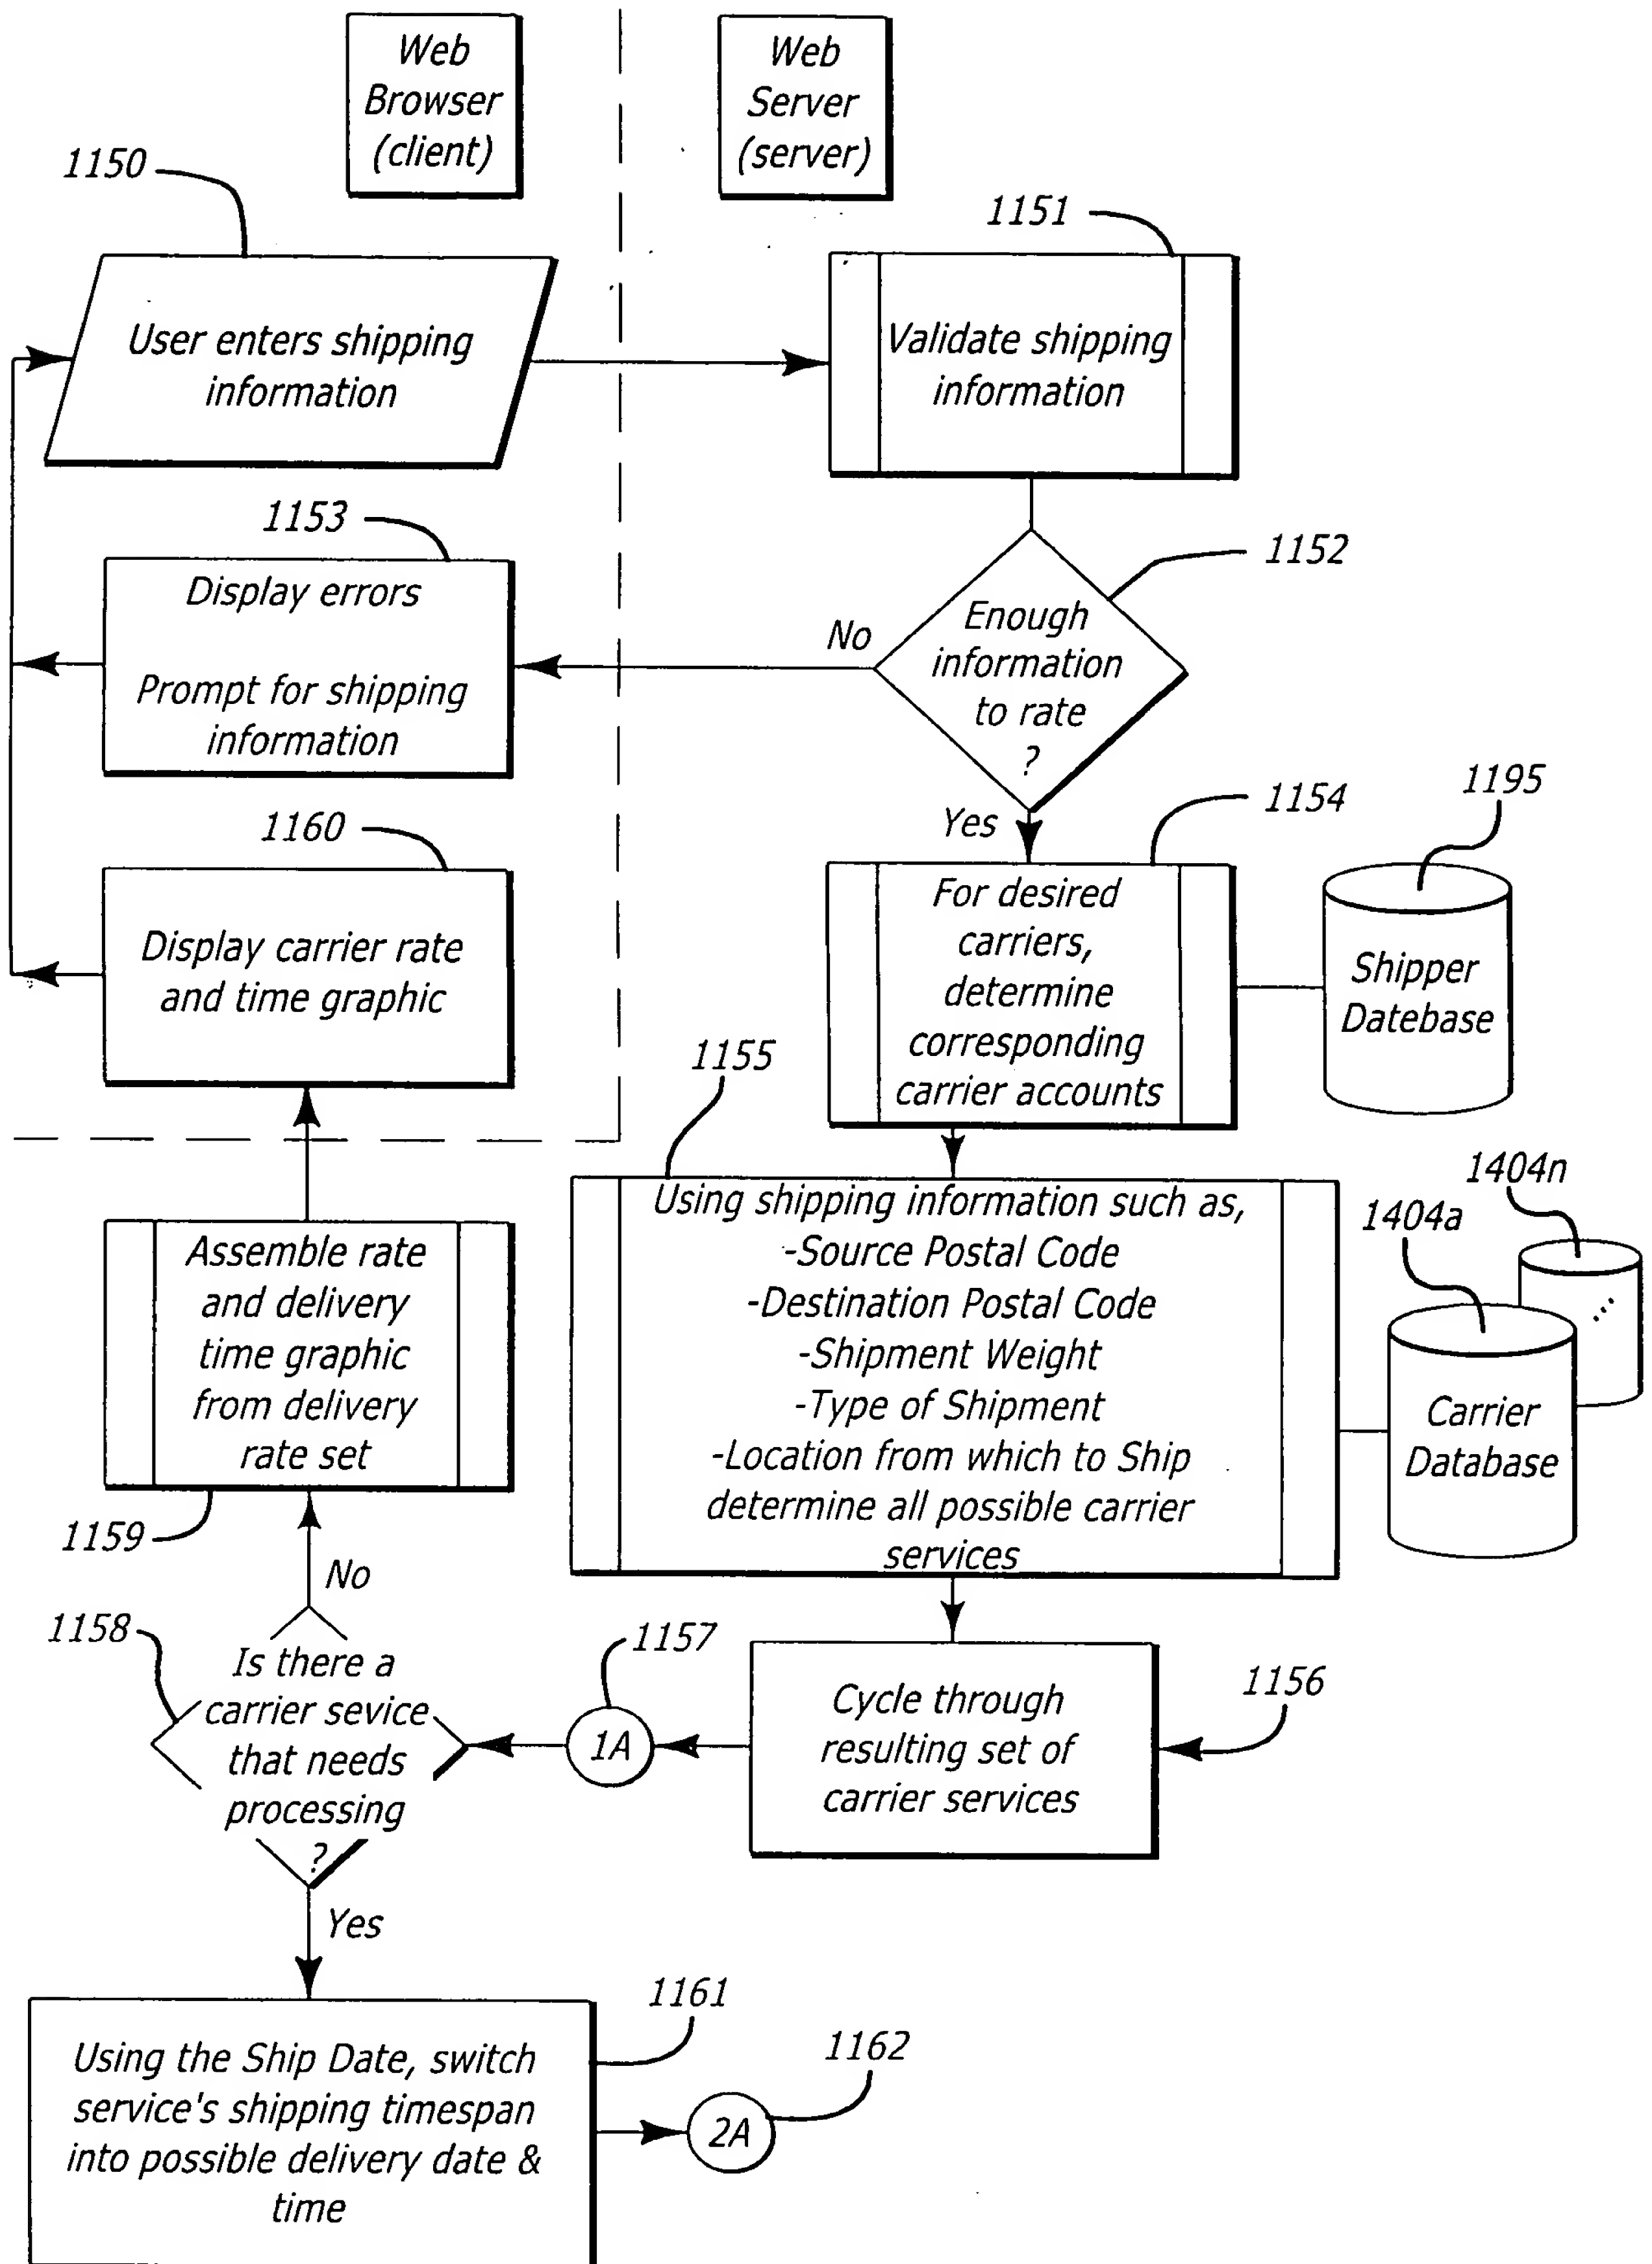 Web
Browser
(client)
Web
Server
(server)
1150
User enters shipping
information
1151
Validate shipping
information
1153
Display errors
Prompt for shipping
information
1152
Enough
information
to rate
?
No
Yes
1160
Display carrier rate
and time graphic
1154
For desired
carriers,
determine
corresponding
carrier accounts
1195
Shipper
Datebase
1155
Using shipping information such as,
-Source Postal Code
-Destination Postal Code
-Shipment Weight
-Type of Shipment
-Location from which to Ship
determine all possible carrier
services
1404n
1404a
...
Carrier
Database
Assemble rate
and delivery
time graphic
from delivery
rate set
1159
No
1158
Is there a
carrier sevice
that needs
processing
?
1157
1A
Cycle through
resulting set of
carrier services
1156
Yes
1161
Using the Ship Date, switch
service's shipping timespan
into possible delivery date &
time
1162
2A